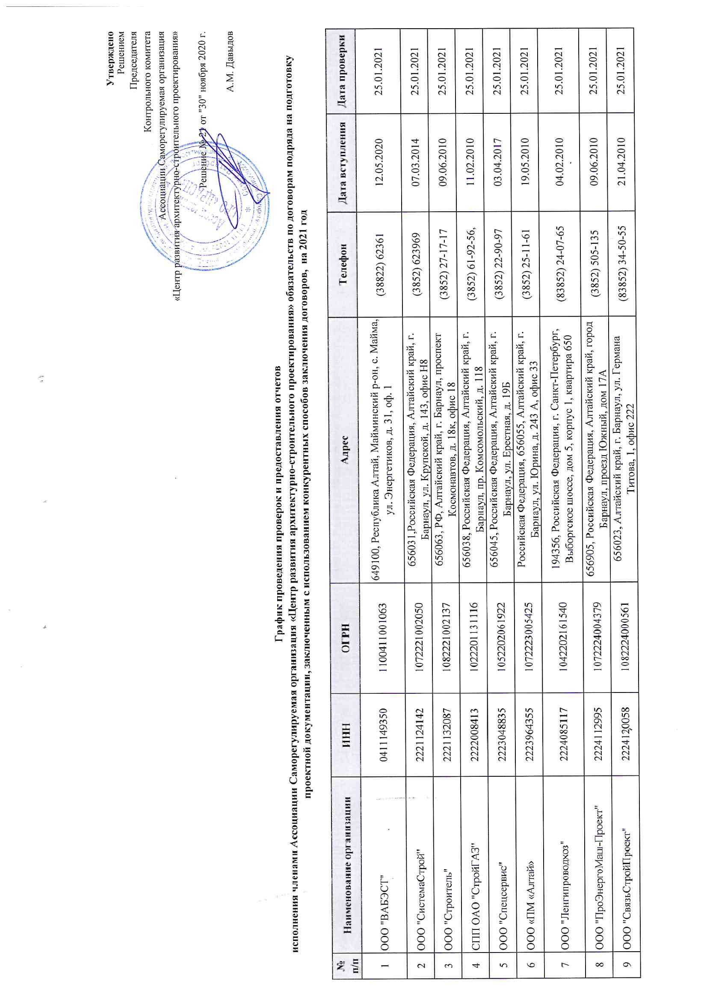 Утверждено
Решением
Председателя
Контрольного комитета
Ассоциации Саморегулируемая организация
«Центр развития архитектурно-строительного проектирования»
Решение № 21 от "30" ноября 2020 г.
А.М. Давыдов
График проведения проверок и предоставления отчетов
исполнения членами Ассоциации Саморегулируемая организация «Центр развития архитектурно-строительного проектирования» обязательств по договорам подряда на подготовку
проектной документации, заключенным с использованием конкурентных способов заключения договоров, на 2021 год
№ п/п Наименование организации ИНН ОГРН Адрес Телефон Дата вступления Дата проверки
1 ООО "ВАБЭСТ" 0411149350 1100411001063 649100, Республика Алтай, Майминский р-он, с. Майма, (38822) 62361 12.05.2020 25.01.2021
ул. Энергетиков, д. 31, оф. 1
2 ООО "СистемаСтрой" 2221124142 1072221002050 656031,Российская Федерация, Алтайский край, г. (3852) 623969 07.03.2014 25.01.2021
Барнаул, ул. Крупской, д. 143, офис Н8
3 ООО "Строитель" 2221132087 1082221002137 656063, РФ, Алтайский край, г. Барнаул, проспект (3852) 27-17-17 09.06.2010 25.01.2021
Космонавтов, д. 18к, офис 18
4 СПП ОАО "СтройГАЗ" 2222008413 1022201131116 656038, Российская Федерация, Алтайский край, г. (3852) 61-92-56, 11.02.2010 25.01.2021
Барнаул, пр. Комсомольский, д. 118
5 ООО "Спецсервис" 2223048835 1052202061922 656045, Российская Федерация, Алтайский край, г. (3852) 22-90-97 03.04.2017 25.01.2021
Барнаул, ул. Ерестная, д. 19Б
6 ООО «ПМ «Алтай» 2223964355 1072223005425 Российская Федерация, 656055, Алтайский край, г. (3852) 25-11-61 19.05.2010 25.01.2021
Барнаул, ул. Юрина, д. 243 А, офис 33
7 ООО "Ленгипроводхоз" 2224085117 1042202161540 194356, Российская Федерация, г. Санкт-Петербург, (83852) 24-07-65 04.02.2010 25.01.2021
Выборгское шоссе, дом 5, корпус 1, квартира 650
8 ООО "ПроЭнергоМаш-Проект" 2224112995 1072224004379 656905, Российская Федерация, Алтайский край, город (3852) 505-135 09.06.2010 25.01.2021
Барнаул, проезд Южный, дом 17А
9 ООО "СвязьСтройПроект" 2224120058 1082224000561 656023, Алтайский край, г. Барнаул, ул. Германа (83852) 34-50-55 21.04.2010 25.01.2021
Титова, 1, офис 222